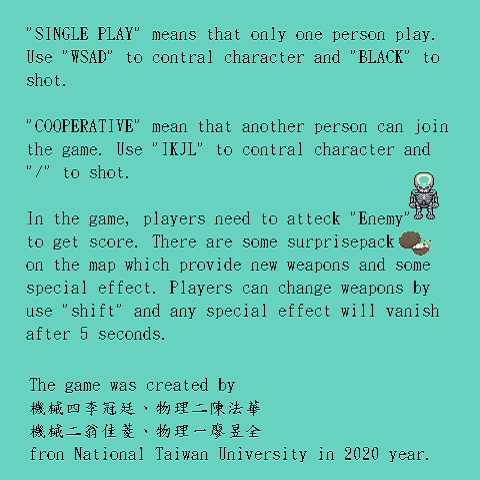 "SINGLE PLAY" means that only one person play.
Use "WSAD" to contral character and "BLACK" to
shot.
"COOPERATIVE" mean that another person can join
the game. Use "IKJL" to contral character and
"/" to shot.
In the game, players need to atteck "Enemy"
to get score. There are some surprisepack
on the map which provide new weapons and some
special effect. Players can change weapons by
use "shift" and any special effect will vanish
after 5 seconds.
The game was created by
機械四李冠廷、物理二陳法華
機械二翁佳菱、物理一廖昱全
fron National Taiwan University in 2020 year.